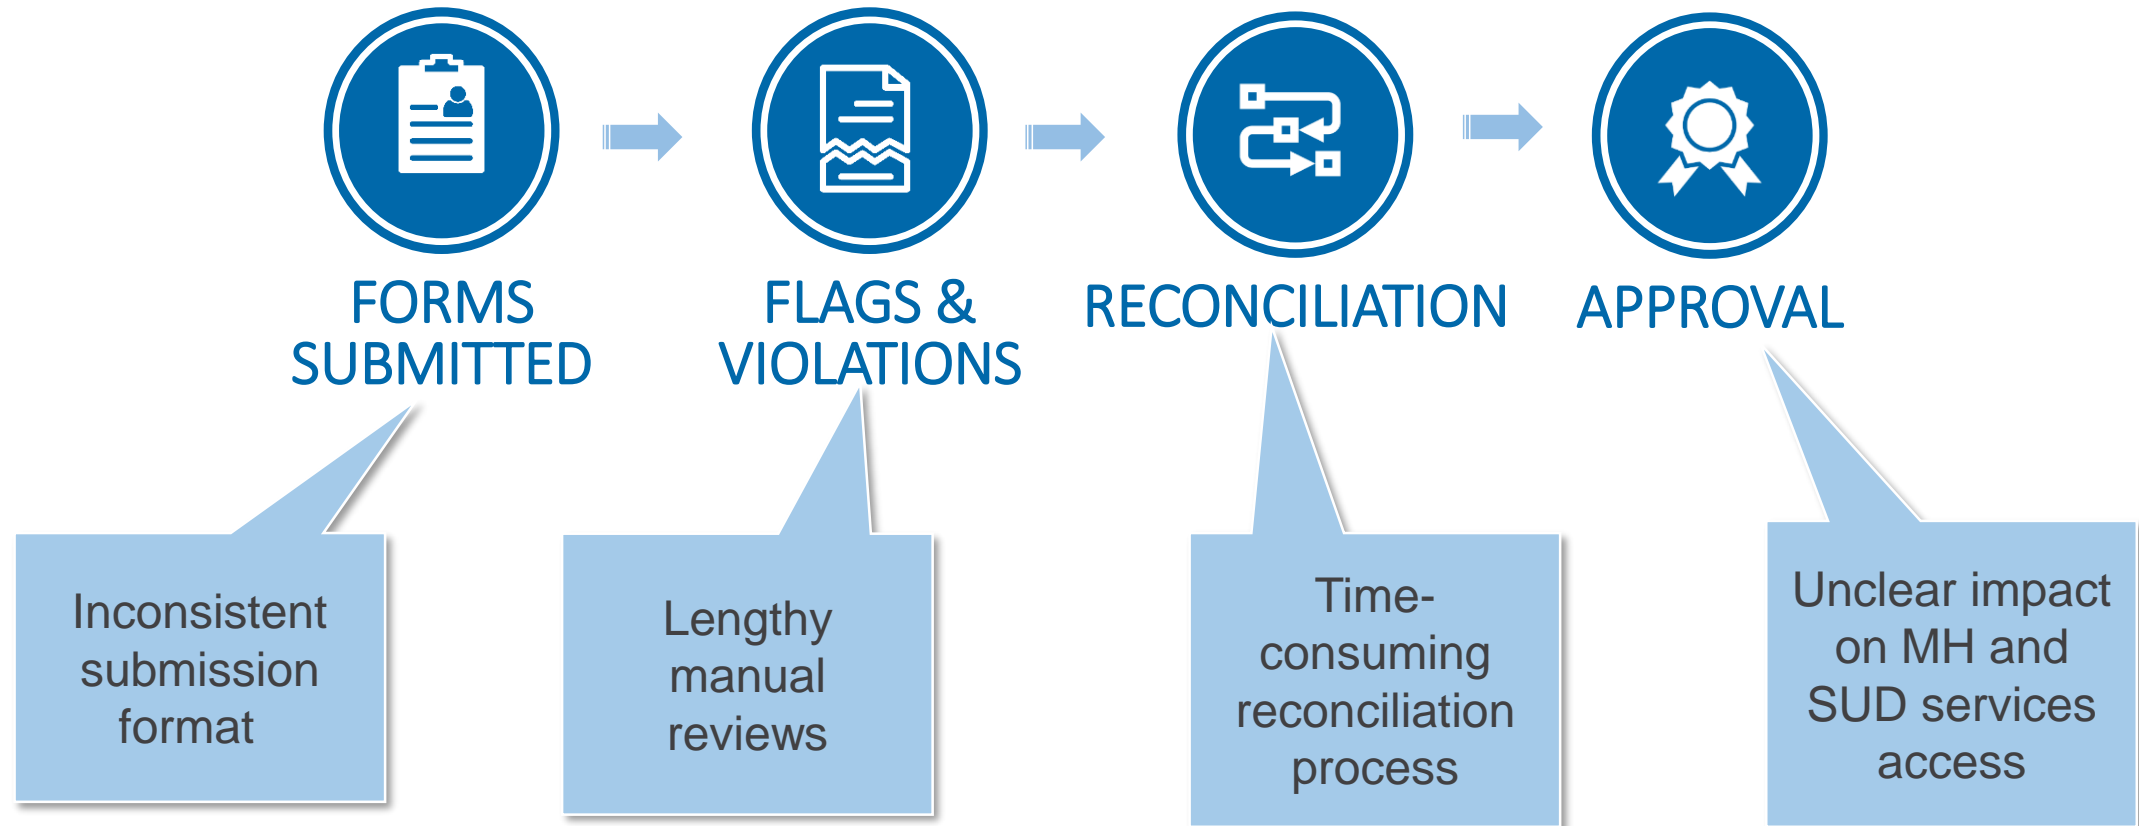 FORMS
SUBMITTED
FLAGS &
VIOLATIONS
RECONCILIATION
APPROVAL
Inconsistent
submission
format
Lengthy
manual
reviews
Time-
consuming
reconciliation
process
Unclear impact
on MH and
SUD services
access